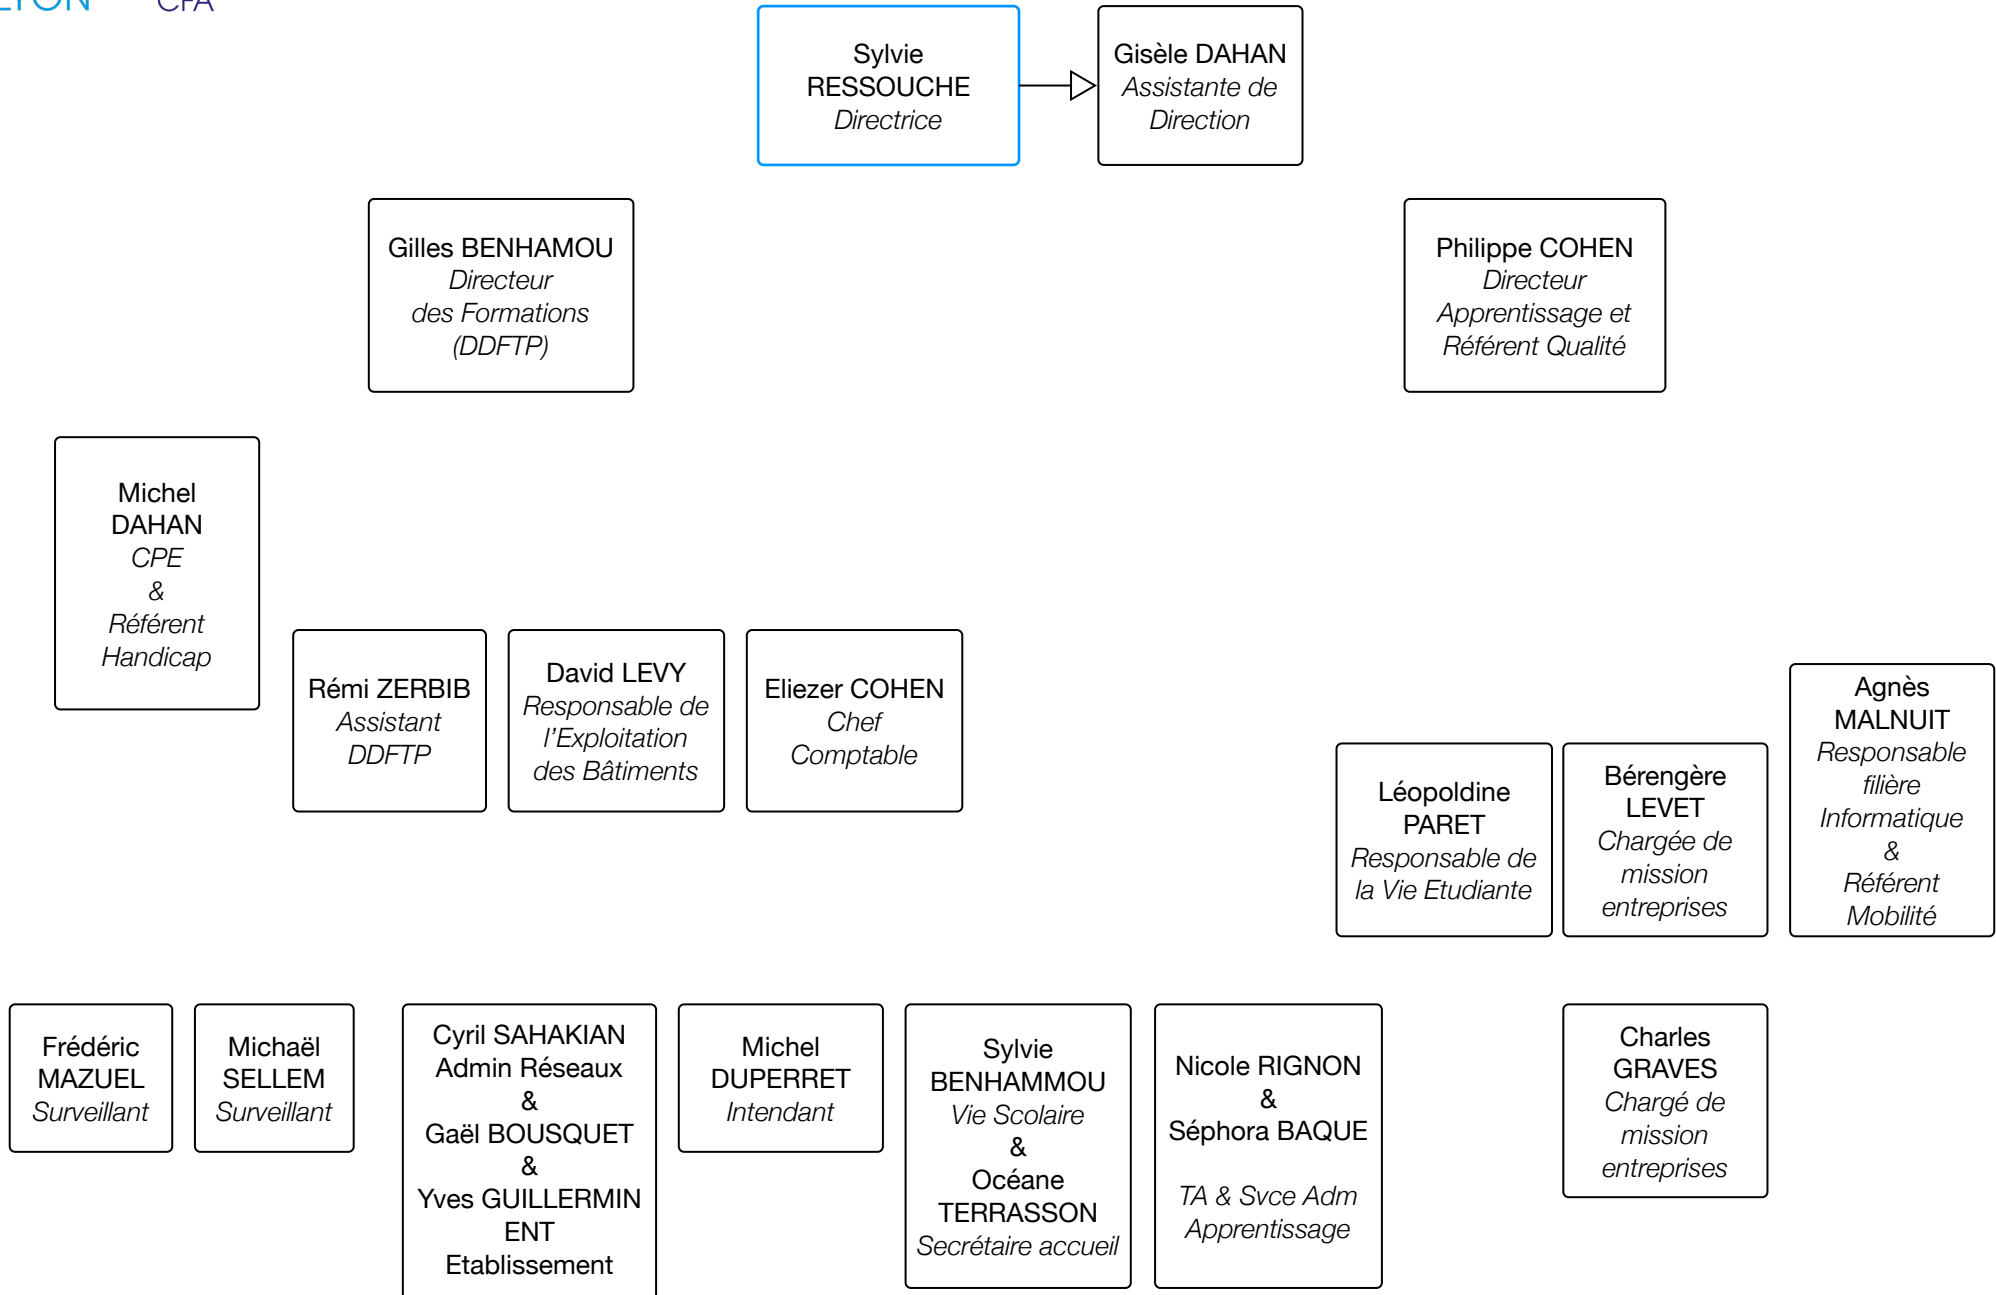 LYON
CFA
Sylvie
RESSOUCHE
Directrice
Gisèle DAHAN
Assistante de
Direction
Gilles BENHAMOU
Directeur
des Formations
(DDFTP)
Philippe COHEN
Directeur
Apprentissage et
Référent Qualité
Michel
DAHAN
CPE
&
Référent
Handicap
Rémi ZERBIB
Assistant
DDFTP
David LEVY
Responsable de
l’Exploitation
des Bâtiments
Eliezer COHEN
Chef
Comptable
Léopoldine
PARET
Responsable de
la Vie Etudiante
Bérengère
LEVET
Chargée de
mission
entreprises
Agnès
MALNUIT
Responsable
filière
Informatique
&
Référent
Mobilité
Frédéric
MAZUEL
Surveillant
Michaël
SELLEM
Surveillant
Cyril SAHAKIAN
Admin Réseaux
&
Gaël BOUSQUET
&
Yves GUILLERMIN
ENT
Etablissement
Michel
DUPERRET
Intendant
Sylvie
BENHAMMOU
Vie Scolaire
&
Océane
TERRASSON
Secrétaire accueil
Nicole RIGNON
&
Séphora BAQUE
TA & Svce Adm
Apprentissage
Charles
GRAVES
Chargé de
mission
entreprises